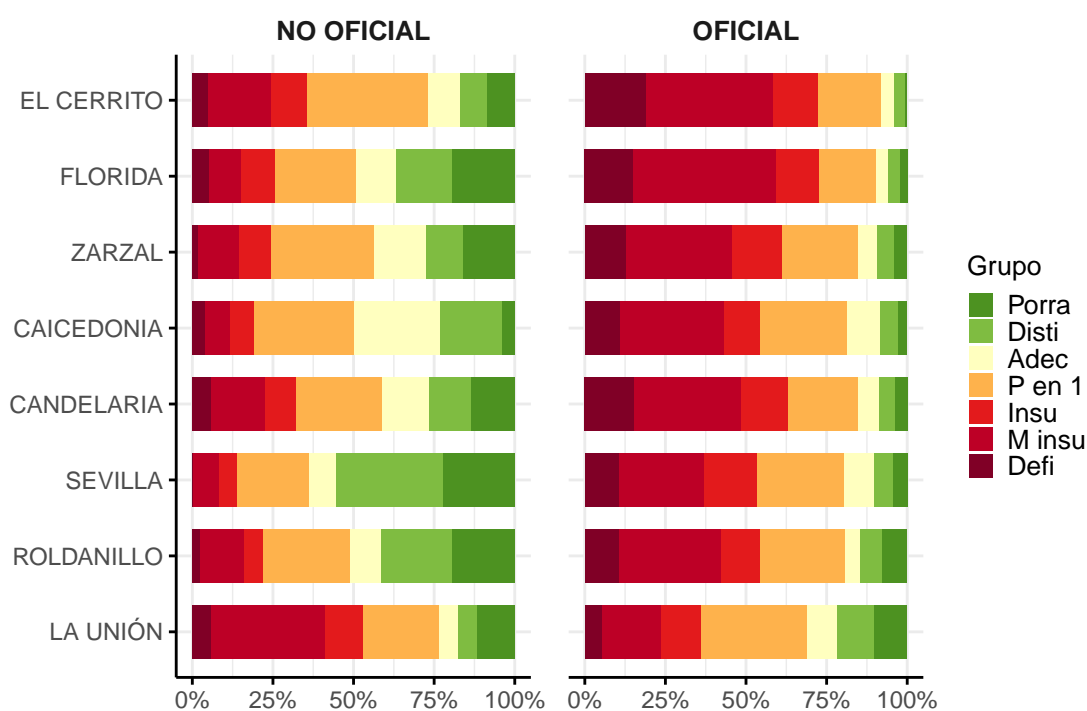 NO OFICIAL
OFICIAL
EL CERRITO
FLORIDA
ZARZAL
CAICEDONIA
CANDELARIA
SEVILLA
ROLDANILLO
LA UNIÓN
0% 25% 50% 75% 100%
0% 25% 50% 75% 100%
Grupo
Porra
Disti
Adec
P en 1
Insu
M insu
Defi